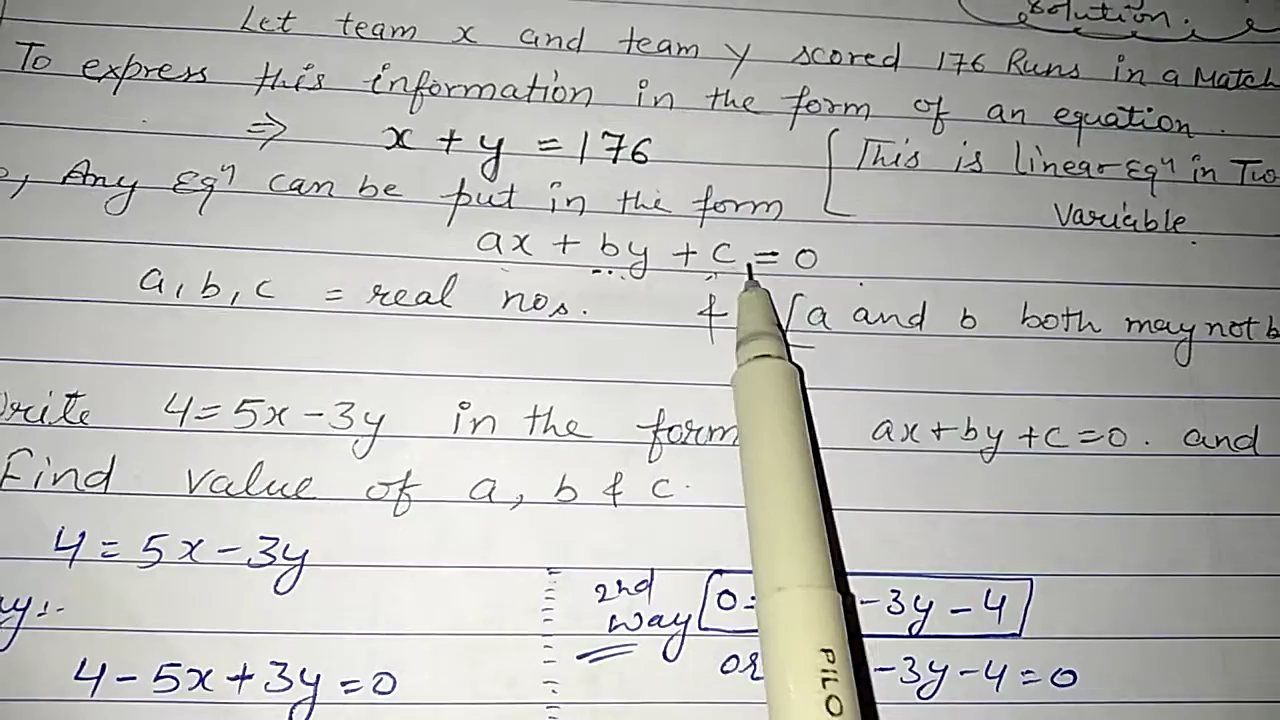 solution.
Let team x and team y scored 176 Runs in a Match
To express this information in the form of an equation.
⇒ x + y = 176 { This is linear Eqⁿ in Two
Variable.
Any Eqⁿ can be put in the form
ax + by + c = 0
a, b, c = real nos. & [a and b both may not b
4 = 5x - 3y in the form ax + by + c = 0. and
Find value of a, b & c.
4 = 5x - 3y
2nd way 0 = - 3y - 4
4 - 5x + 3y = 0
or - 3y - 4 = 0
PILO